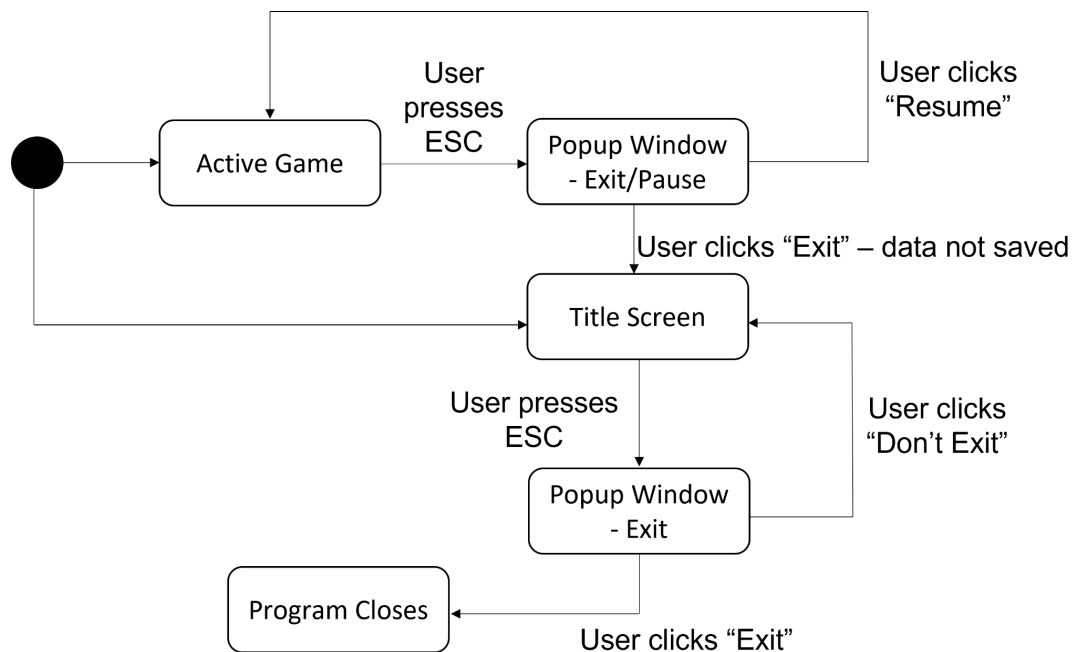 User
presses
ESC
User clicks
“Resume”
Active Game
Popup Window
- Exit/Pause
User clicks “Exit” – data not saved
Title Screen
User presses
ESC
User clicks
“Don’t Exit”
Popup Window
- Exit
Program Closes
User clicks “Exit”